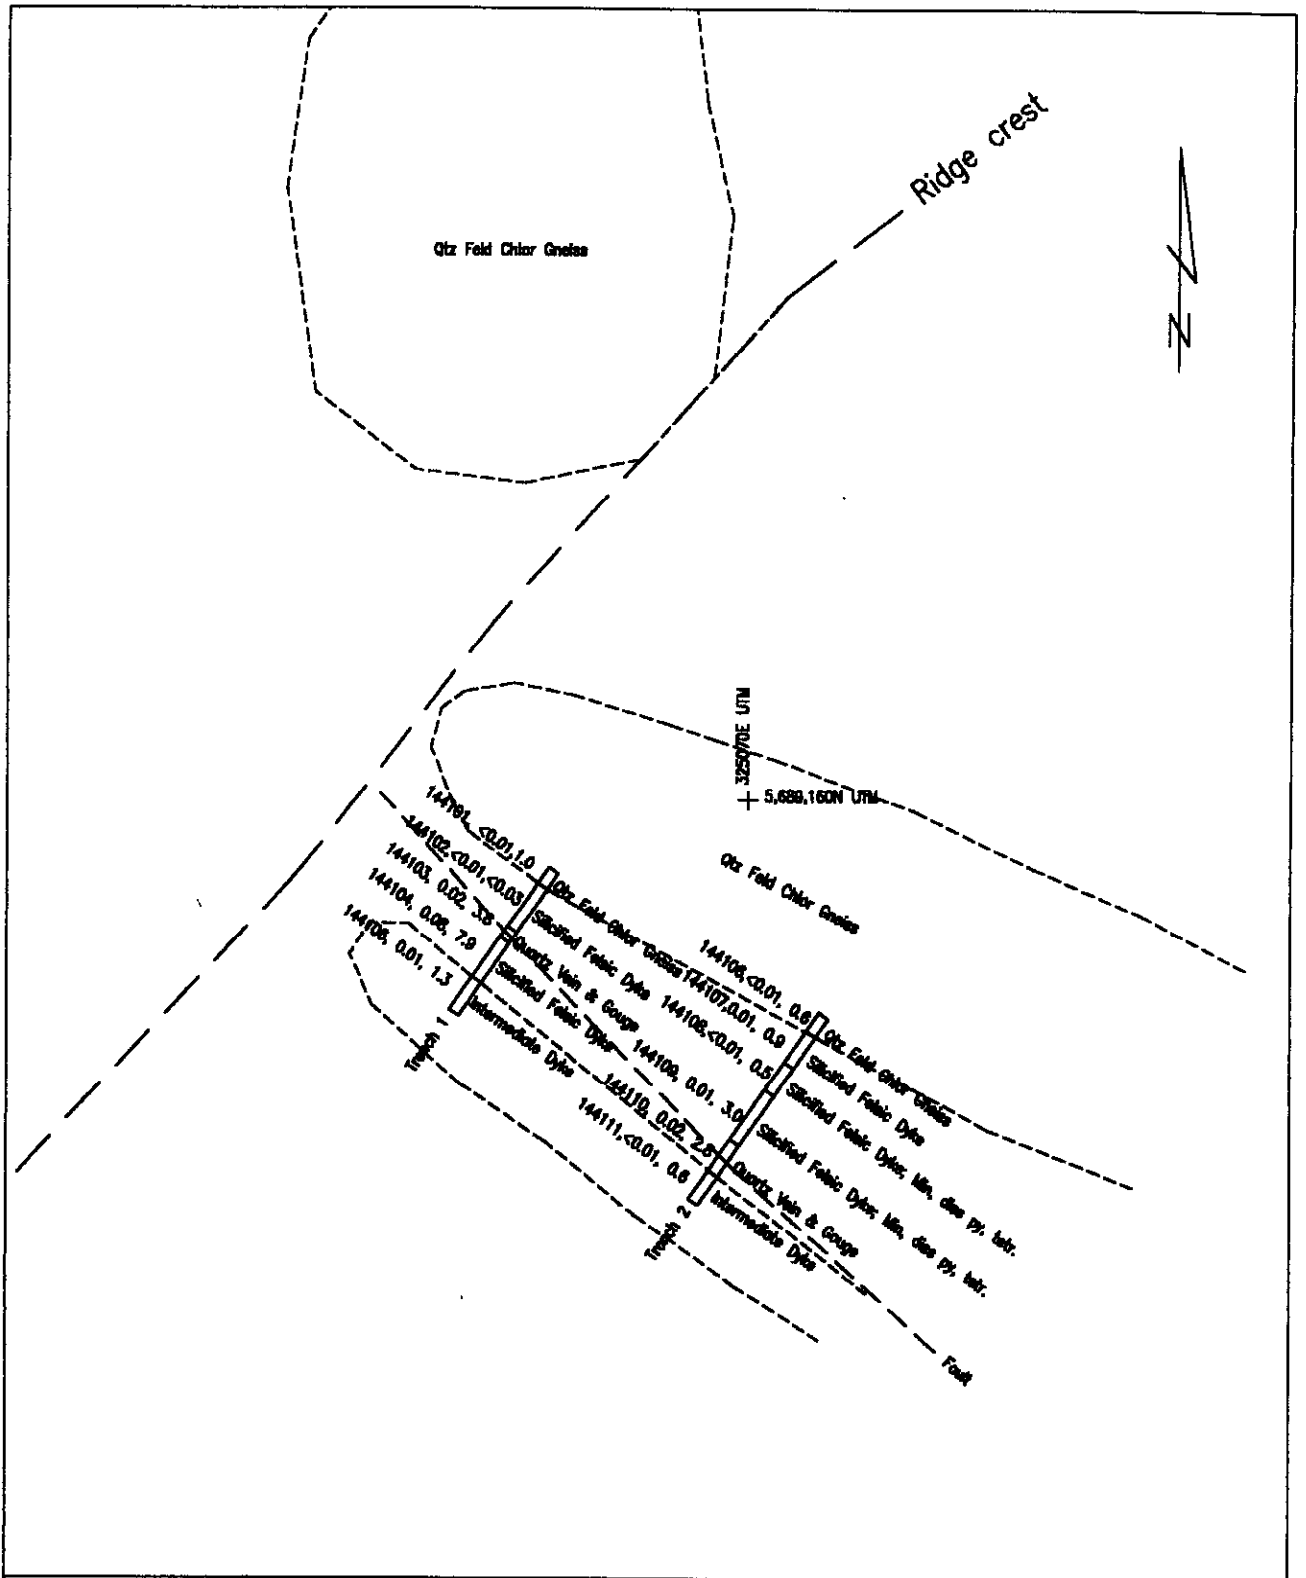 Ridge crest
Qtz Feld Chlor Gneiss
N
325070E UTM
5,689,160N UTM
Qtz Feld Chlor Gneiss
144101, <0.01,1.0
144102,<0.01,<0.03
144103, 0.02, 3.8
144104, 0.08, 7.9
0.01, 1.3
Trench 1
Qtz Feld Chlor Gneiss
Silicified Felsic Dyke
Quartz Vein & Gouge
Silicified Felsic Dyke
Intermediate Dyke
144106,<0.01, 0.6
144107,0.01, 0.9
144108,<0.01, 0.5
144109, 0.01, 3.0
144110, 0.02, 2.8
144111,<0.01, 0.6
Trench 2
Qtz Feld Chlor Gneiss
Silicified Felsic Dyke
Silicified Felsic Dyke, Min, diss py, tetr.
Silicified Felsic Dyke, Min, diss py, tetr.
Quartz Vein & Gouge
Intermediate Dyke
Fault